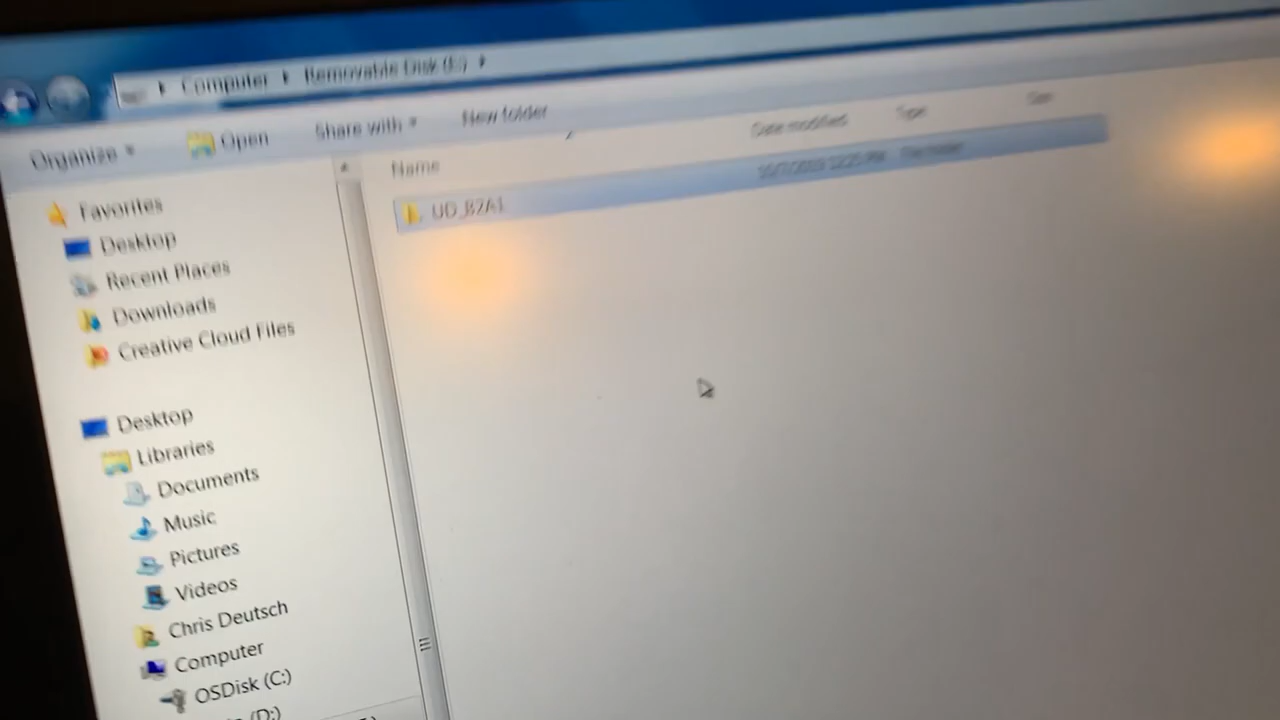 Computer Removable Disk (E:)
Organize Open Share with New folder
Name Date modified Type Size
UD_B2A1
Favorites
Desktop
Recent Places
Downloads
Creative Cloud Files
Desktop
Libraries
Documents
Music
Pictures
Videos
Chris Deutsch
Computer
OSDisk (C:)
(D:)